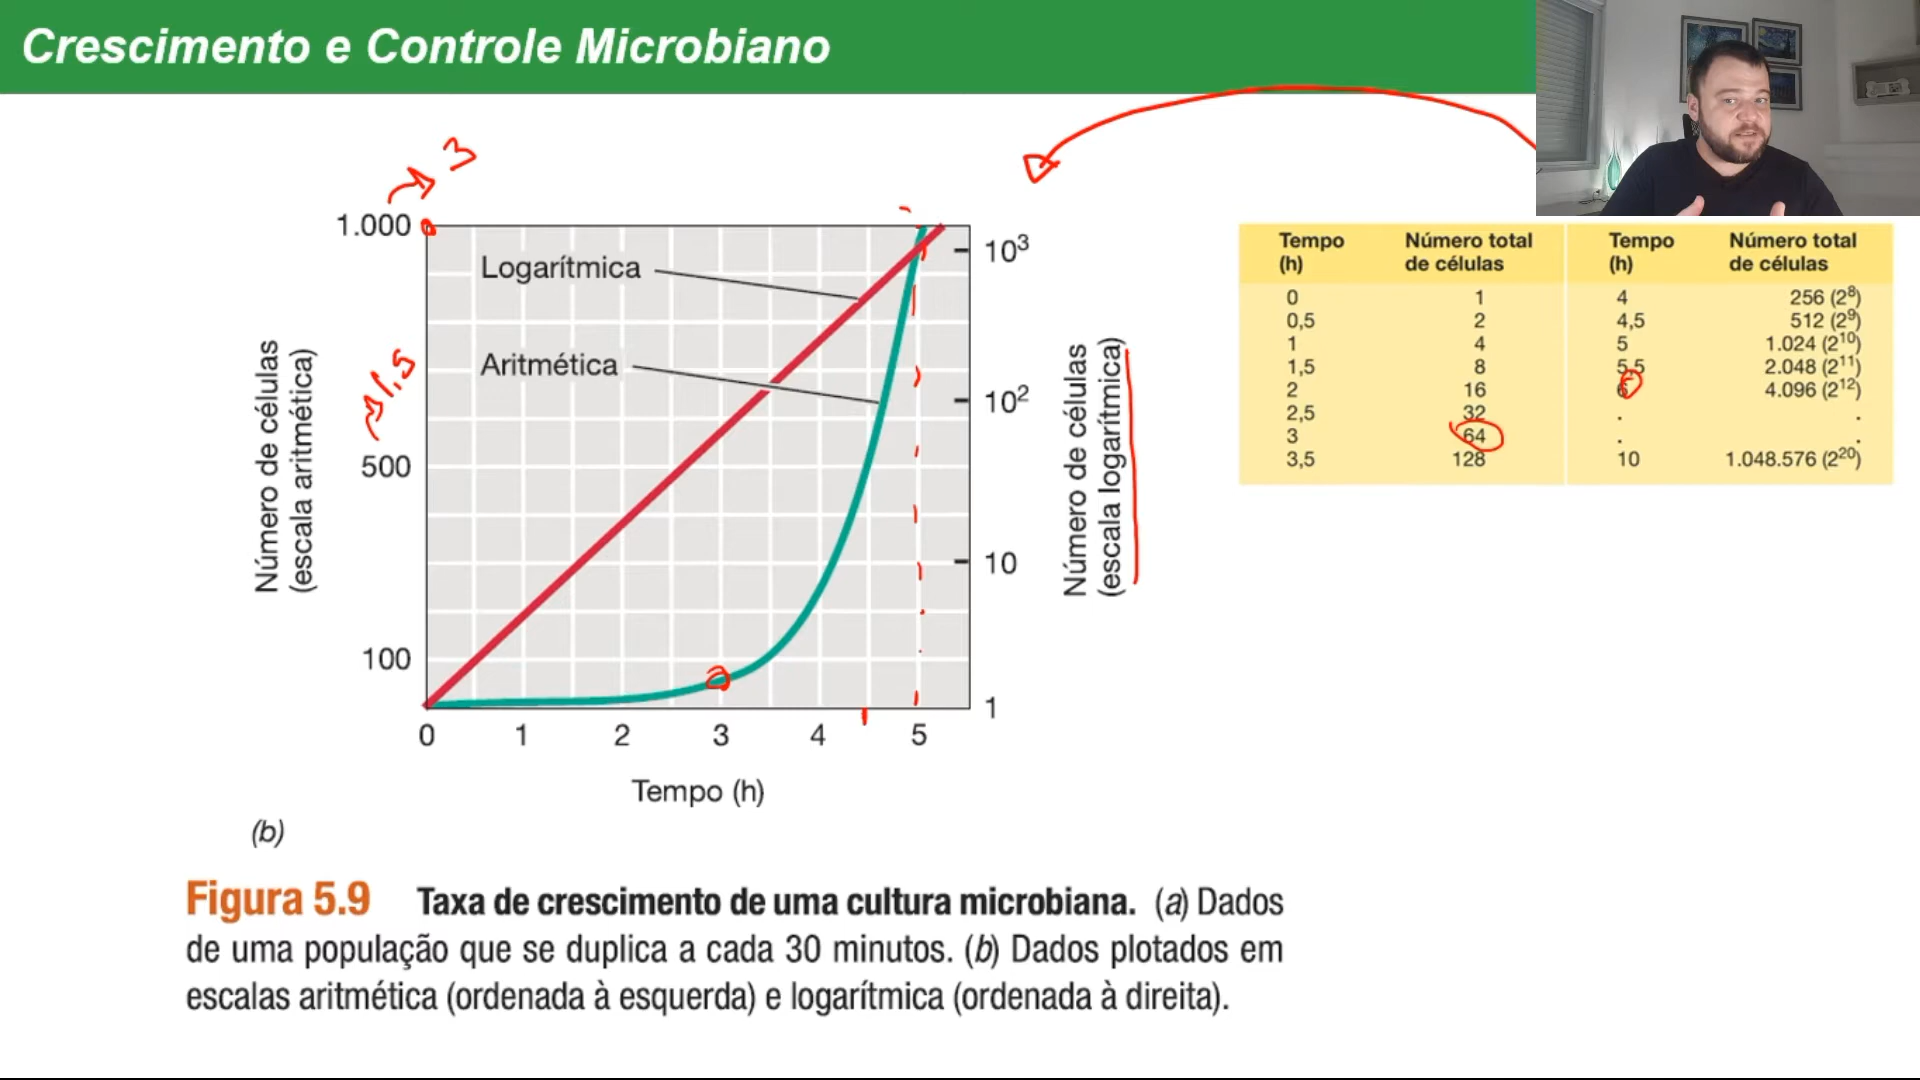 Crescimento e Controle Microbiano
3
1.000
Logarítmica
10³
Aritmética
1,5
10²
500
10
100
1
Número de células
(escala aritmética)
Número de células
(escala logarítmica)
0 1 2 3 4 5
Tempo (h)
(b)
Tempo (h) Número total de células Tempo (h) Número total de células
0 1 4 256 (2⁸)
0,5 2 4,5 512 (2⁹)
1 4 5 1.024 (2¹⁰)
1,5 8 5,5 2.048 (2¹¹)
2 16 6 4.096 (2¹²)
2,5 32 . .
3 64 . .
3,5 128 10 1.048.576 (2²⁰)
Figura 5.9 Taxa de crescimento de uma cultura microbiana. (a) Dados
de uma população que se duplica a cada 30 minutos. (b) Dados plotados em
escalas aritmética (ordenada à esquerda) e logarítmica (ordenada à direita).